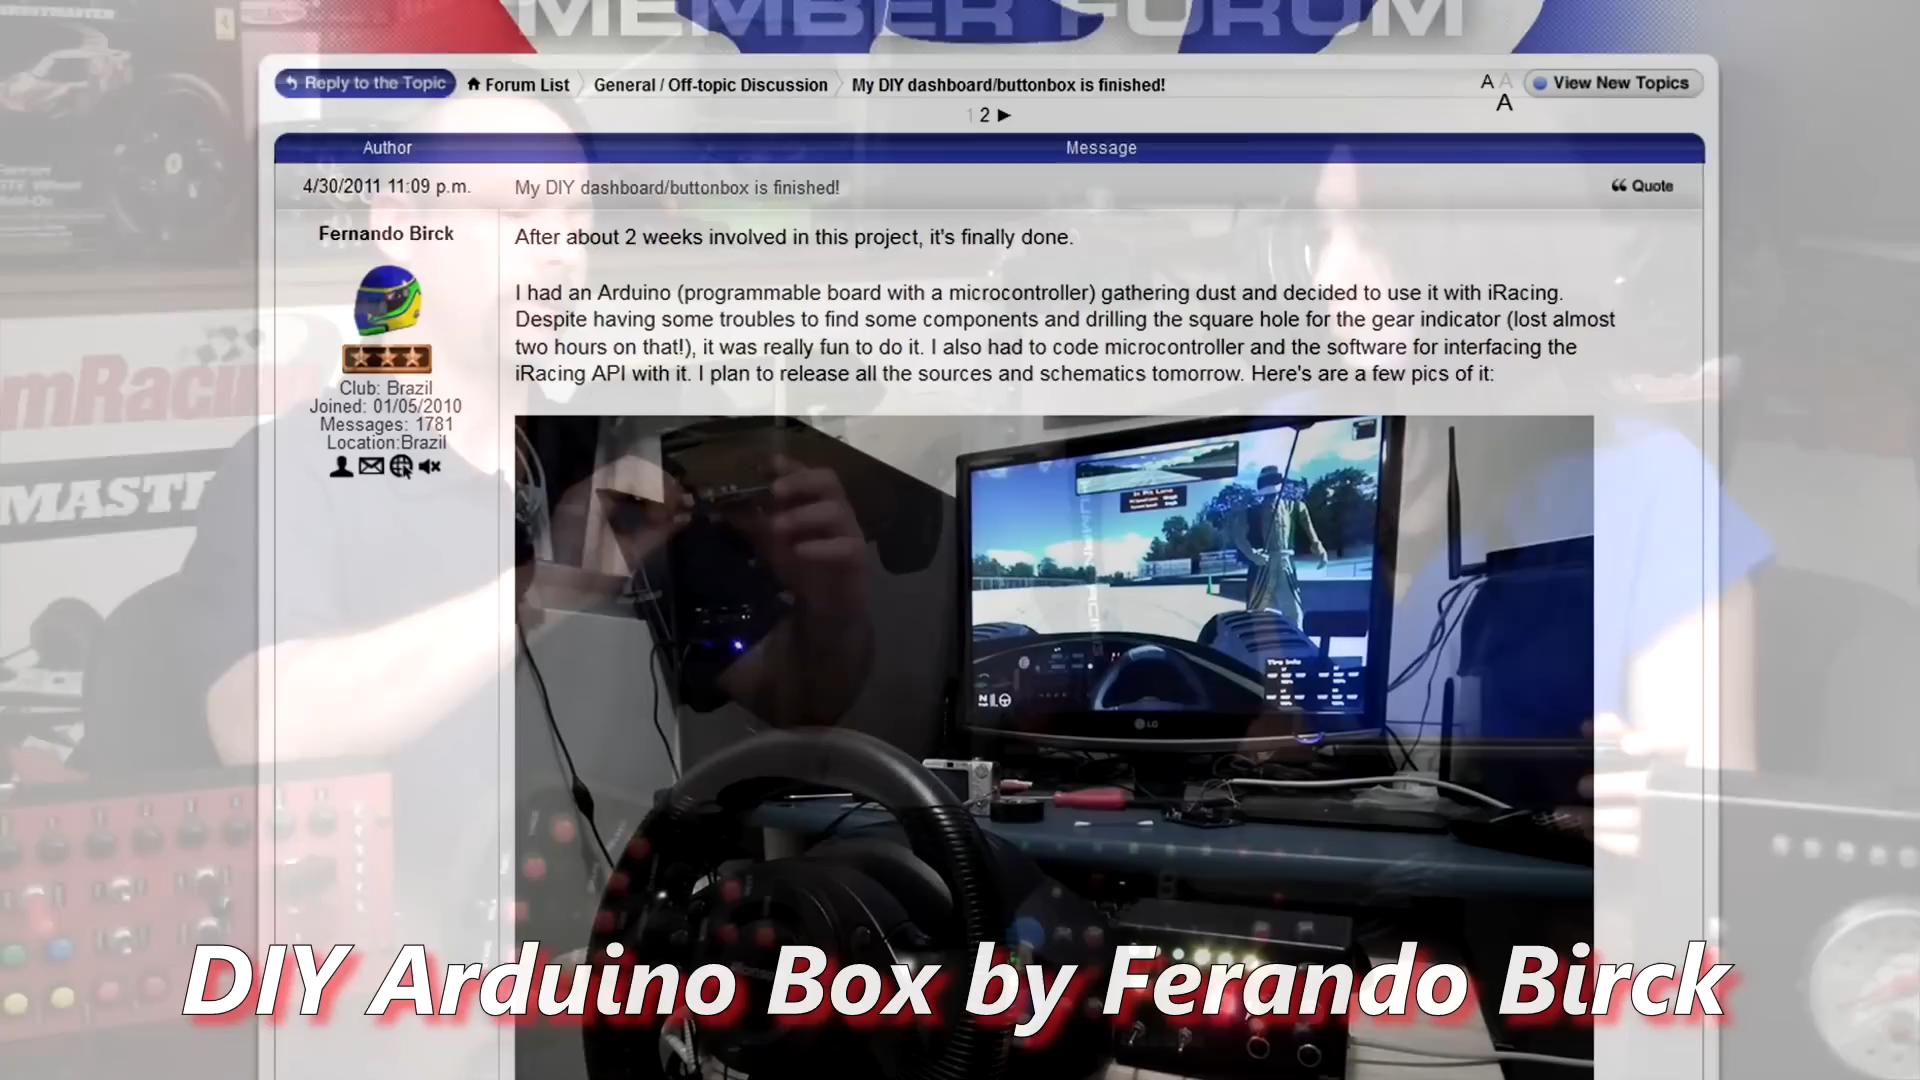 MEMBER FORUM
Reply to the Topic
Forum List
General / Off-topic Discussion
My DIY dashboard/buttonbox is finished!
A A
A
View New Topics
1 2
Author
Message
4/30/2011 11:09 p.m.
My DIY dashboard/buttonbox is finished!
Quote
Fernando Birck
After about 2 weeks involved in this project, it's finally done.
I had an Arduino (programmable board with a microcontroller) gathering dust and decided to use it with iRacing.
Despite having some troubles to find some components and drilling the square hole for the gear indicator (lost almost
two hours on that!), it was really fun to do it. I also had to code microcontroller and the software for interfacing the
iRacing API with it. I plan to release all the sources and schematics tomorrow. Here's are a few pics of it:
Club: Brazil
Joined: 01/05/2010
Messages: 1781
Location:Brazil
mRacing
MAST
LG
DIY Arduino Box by Ferando Birck